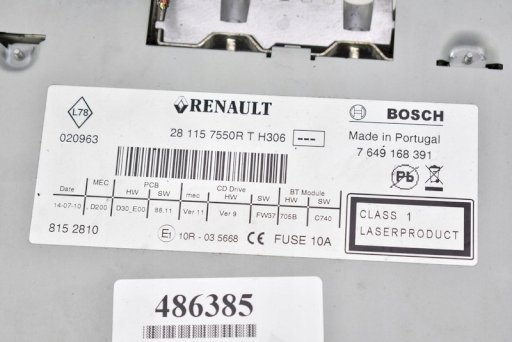 L78
RENAULT
BOSCH
020963
28 115 7550R T H306 ---
Made in Portugal
7 649 168 391
Pb
Date MEC PCB HW SW mec CD Drive HW SW BT Module HW SW
14-07-10 D200 D30_E00 88.11 Ver 11 Ver 9 FW37 705B C740
CLASS 1
LASERPRODUCT
815 2810
E1 10R - 03 5668 CE FUSE 10A
486385